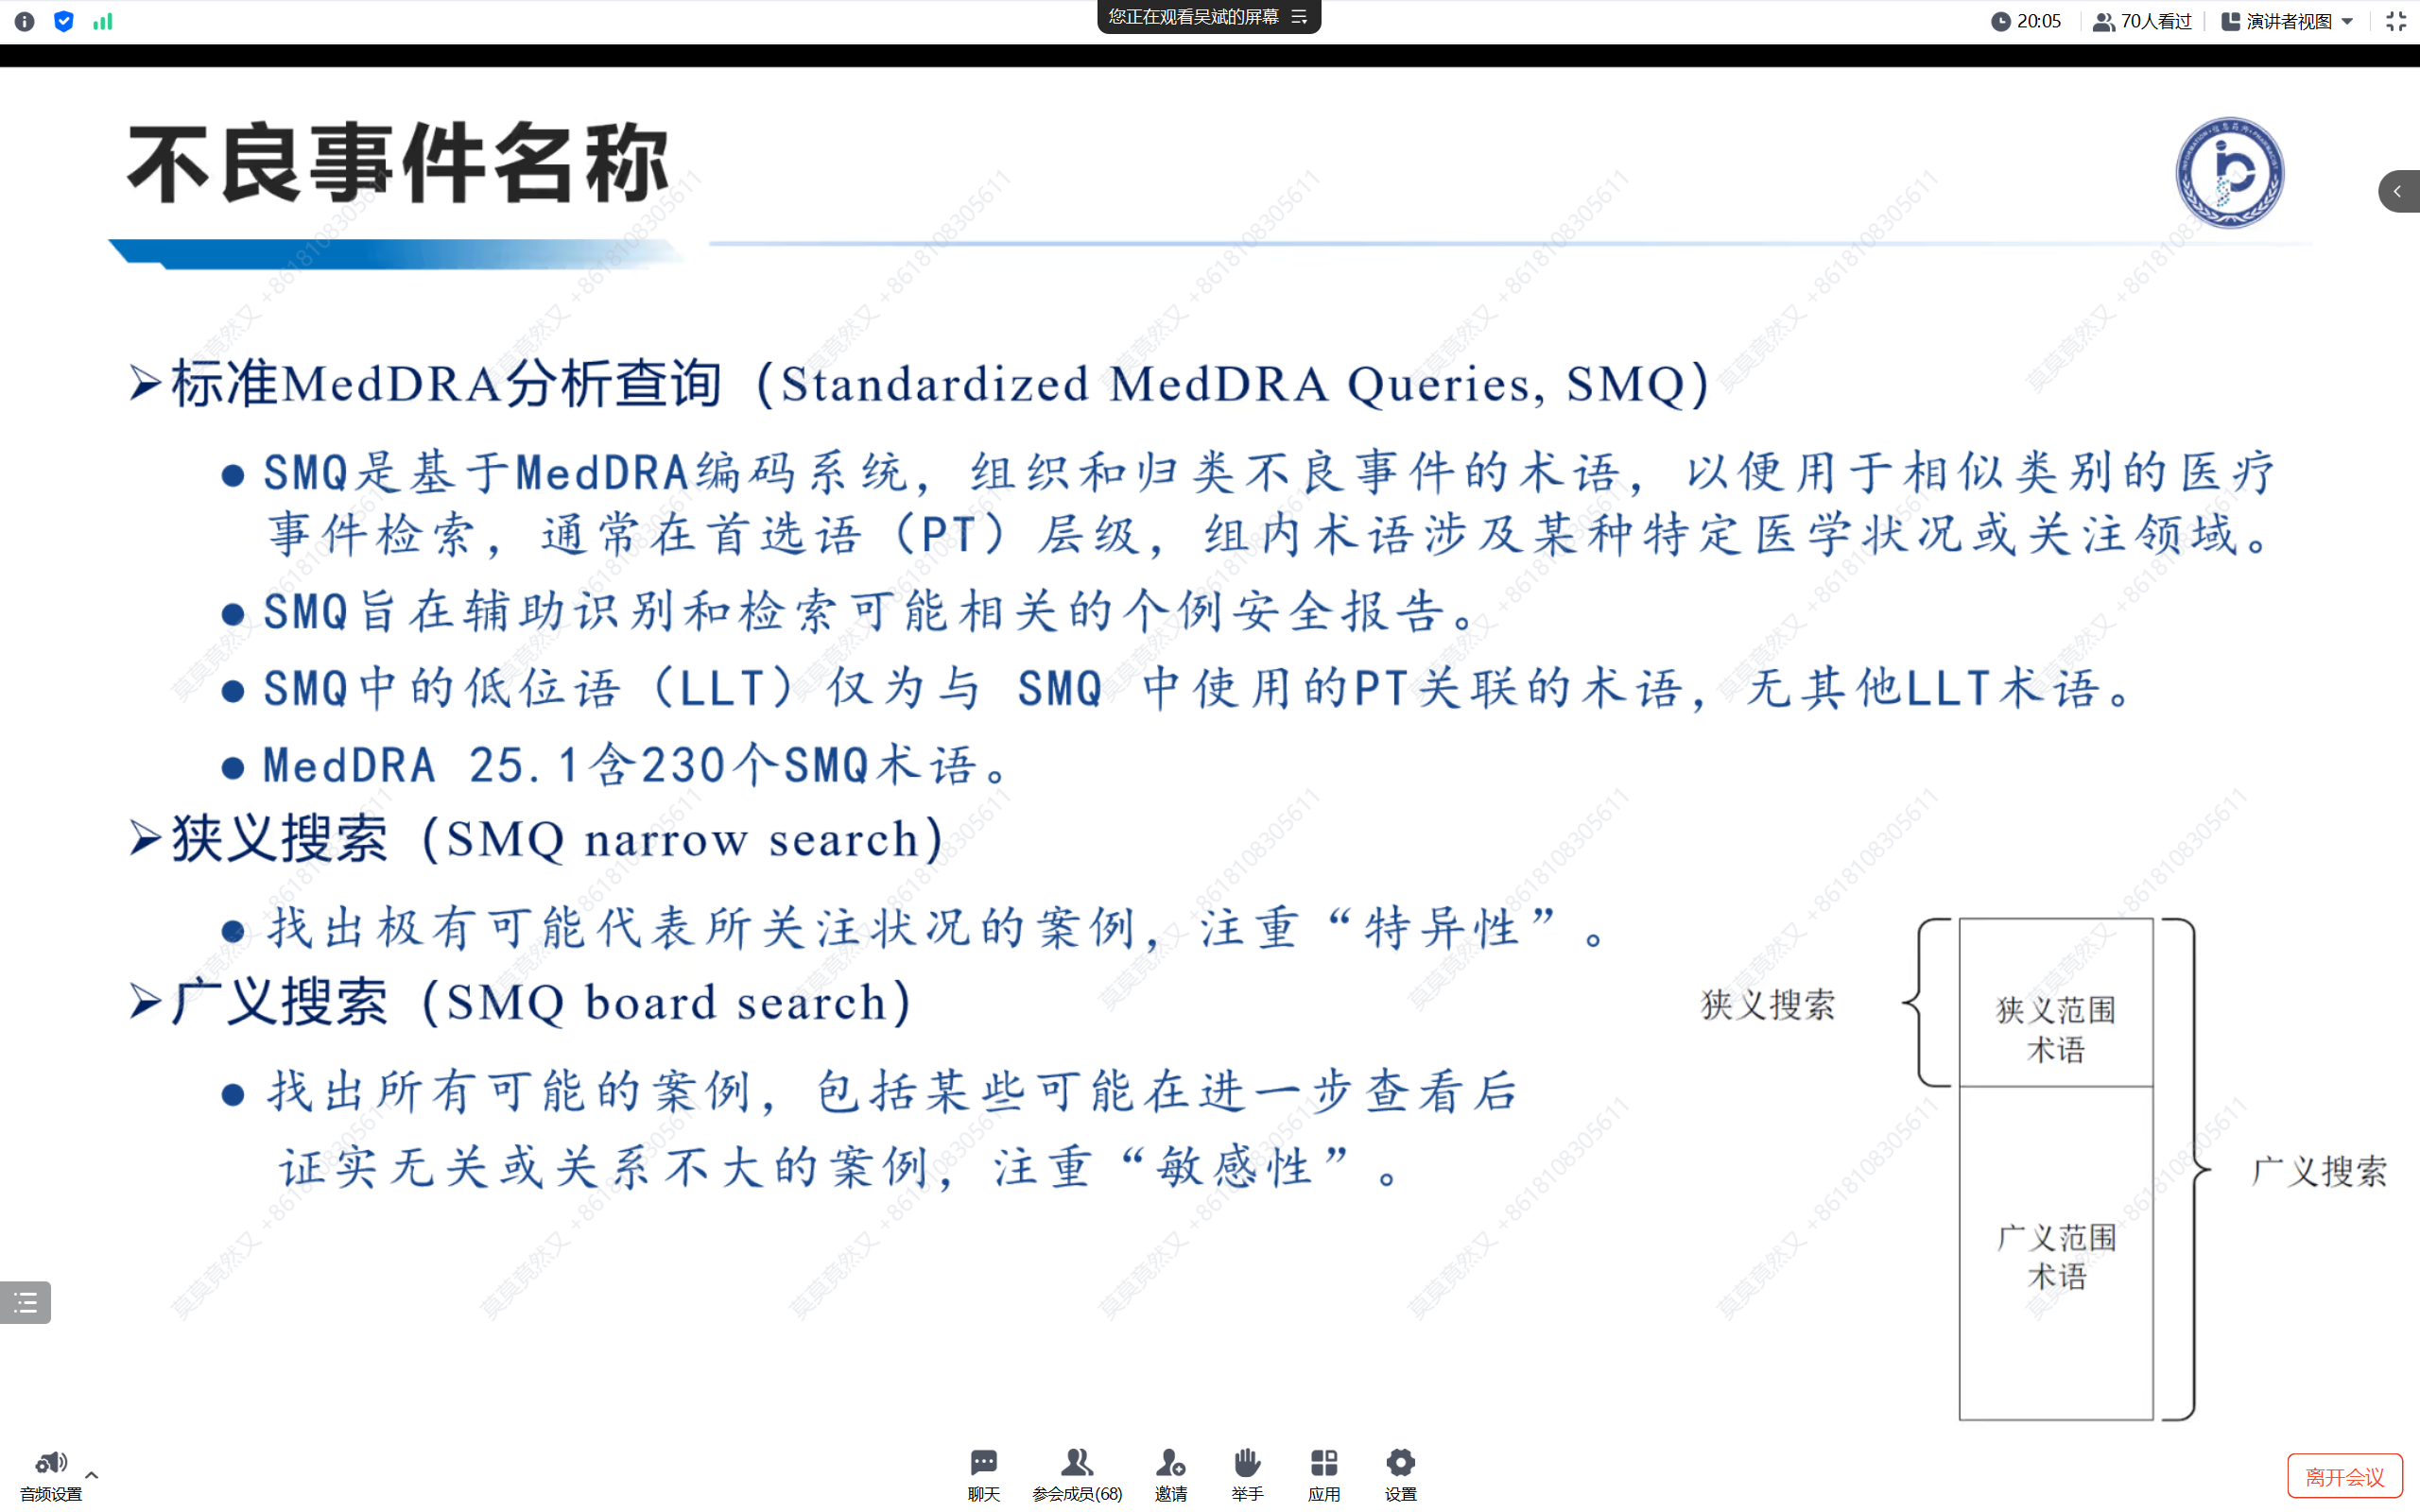 您正在观看吴斌的屏幕
20:05
70人看过
演讲者视图
不良事件名称
标准MedDRA分析查询（Standardized MedDRA Queries, SMQ）
SMQ是基于MedDRA编码系统，组织和归类不良事件的术语，以便用于相似类别的医疗
事件检索，通常在首选语（PT）层级，组内术语涉及某种特定医学状况或关注领域。
SMQ旨在辅助识别和检索可能相关的个例安全报告。
SMQ中的低位语（LLT）仅为与 SMQ 中使用的PT关联的术语，无其他LLT术语。
MedDRA 25.1含230个SMQ术语。
狭义搜索（SMQ narrow search）
找出极有可能代表所关注状况的案例，注重“特异性”。
广义搜索（SMQ board search）
找出所有可能的案例，包括某些可能在进一步查看后
证实无关或关系不大的案例，注重“敏感性”。
狭义搜索
狭义范围
术语
广义搜索
广义范围
术语
莫莫竟然又 +8618108305611
音频设置
聊天
参会成员(68)
邀请
举手
应用
设置
离开会议